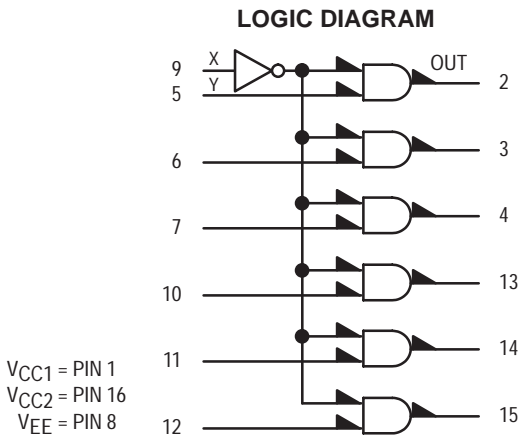 LOGIC DIAGRAM
9 X OUT 2
5 Y
6 3
7 4
10 13
11 14
12 15
VCC1 = PIN 1
VCC2 = PIN 16
VEE = PIN 8